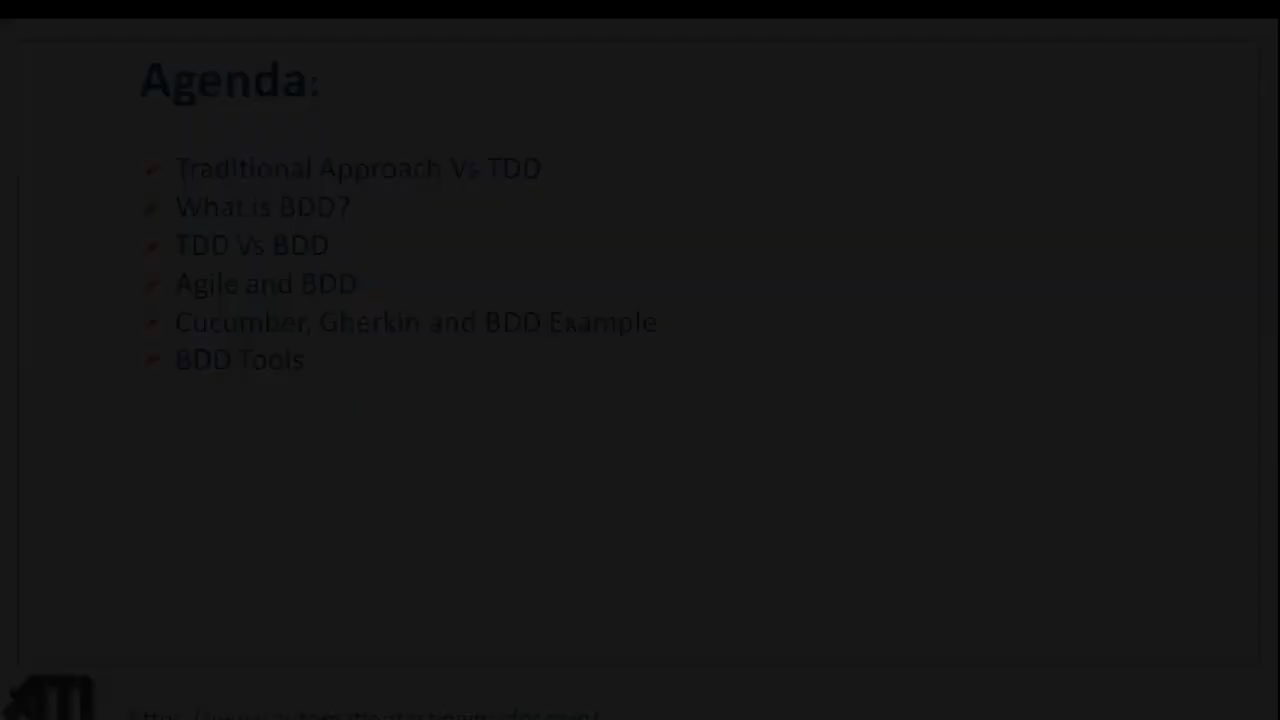 Agenda:
Traditional Approach Vs TDD
What is BDD?
TDD Vs BDD
Agile and BDD
Cucumber, Gherkin and BDD Example
BDD Tools